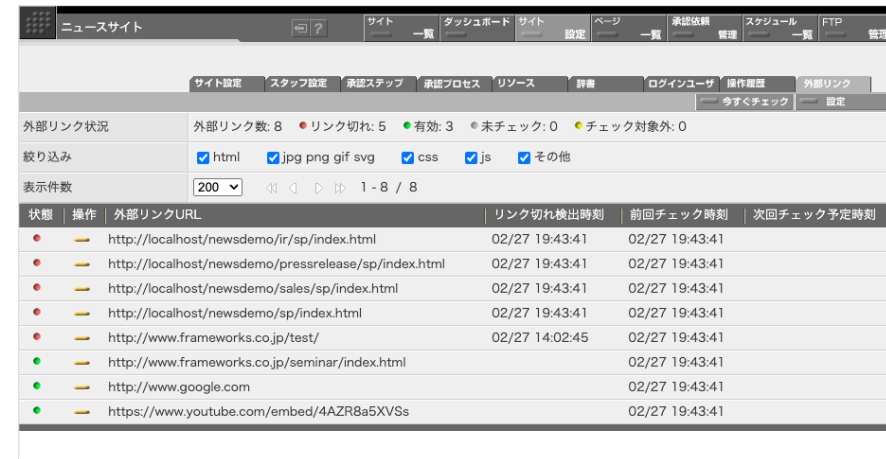 ニュースサイト ? サイト 一覧 ダッシュボード サイト 設定 ページ 一覧 承認依頼 管理 スケジュール 一覧 FTP 管理
サイト設定 スタッフ設定 承認ステップ 承認プロセス リソース 辞書 ログインユーザ 操作履歴 外部リンク
今すぐチェック 設定
外部リンク状況 外部リンク数: 8 リンク切れ: 5 有効: 3 未チェック: 0 チェック対象外: 0
絞り込み html jpg png gif svg css js その他
表示件数 200 1 - 8 / 8
状態 操作 外部リンクURL リンク切れ検出時刻 前回チェック時刻 次回チェック予定時刻
http://localhost/newsdemo/ir/sp/index.html 02/27 19:43:41 02/27 19:43:41
http://localhost/newsdemo/pressrelease/sp/index.html 02/27 19:43:41 02/27 19:43:41
http://localhost/newsdemo/sales/sp/index.html 02/27 19:43:41 02/27 19:43:41
http://localhost/newsdemo/sp/index.html 02/27 19:43:41 02/27 19:43:41
http://www.frameworks.co.jp/test/ 02/27 14:02:45 02/27 19:43:41
http://www.frameworks.co.jp/seminar/index.html 02/27 19:43:41
http://www.google.com 02/27 19:43:41
https://www.youtube.com/embed/4AZR8a5XVSs 02/27 19:43:41